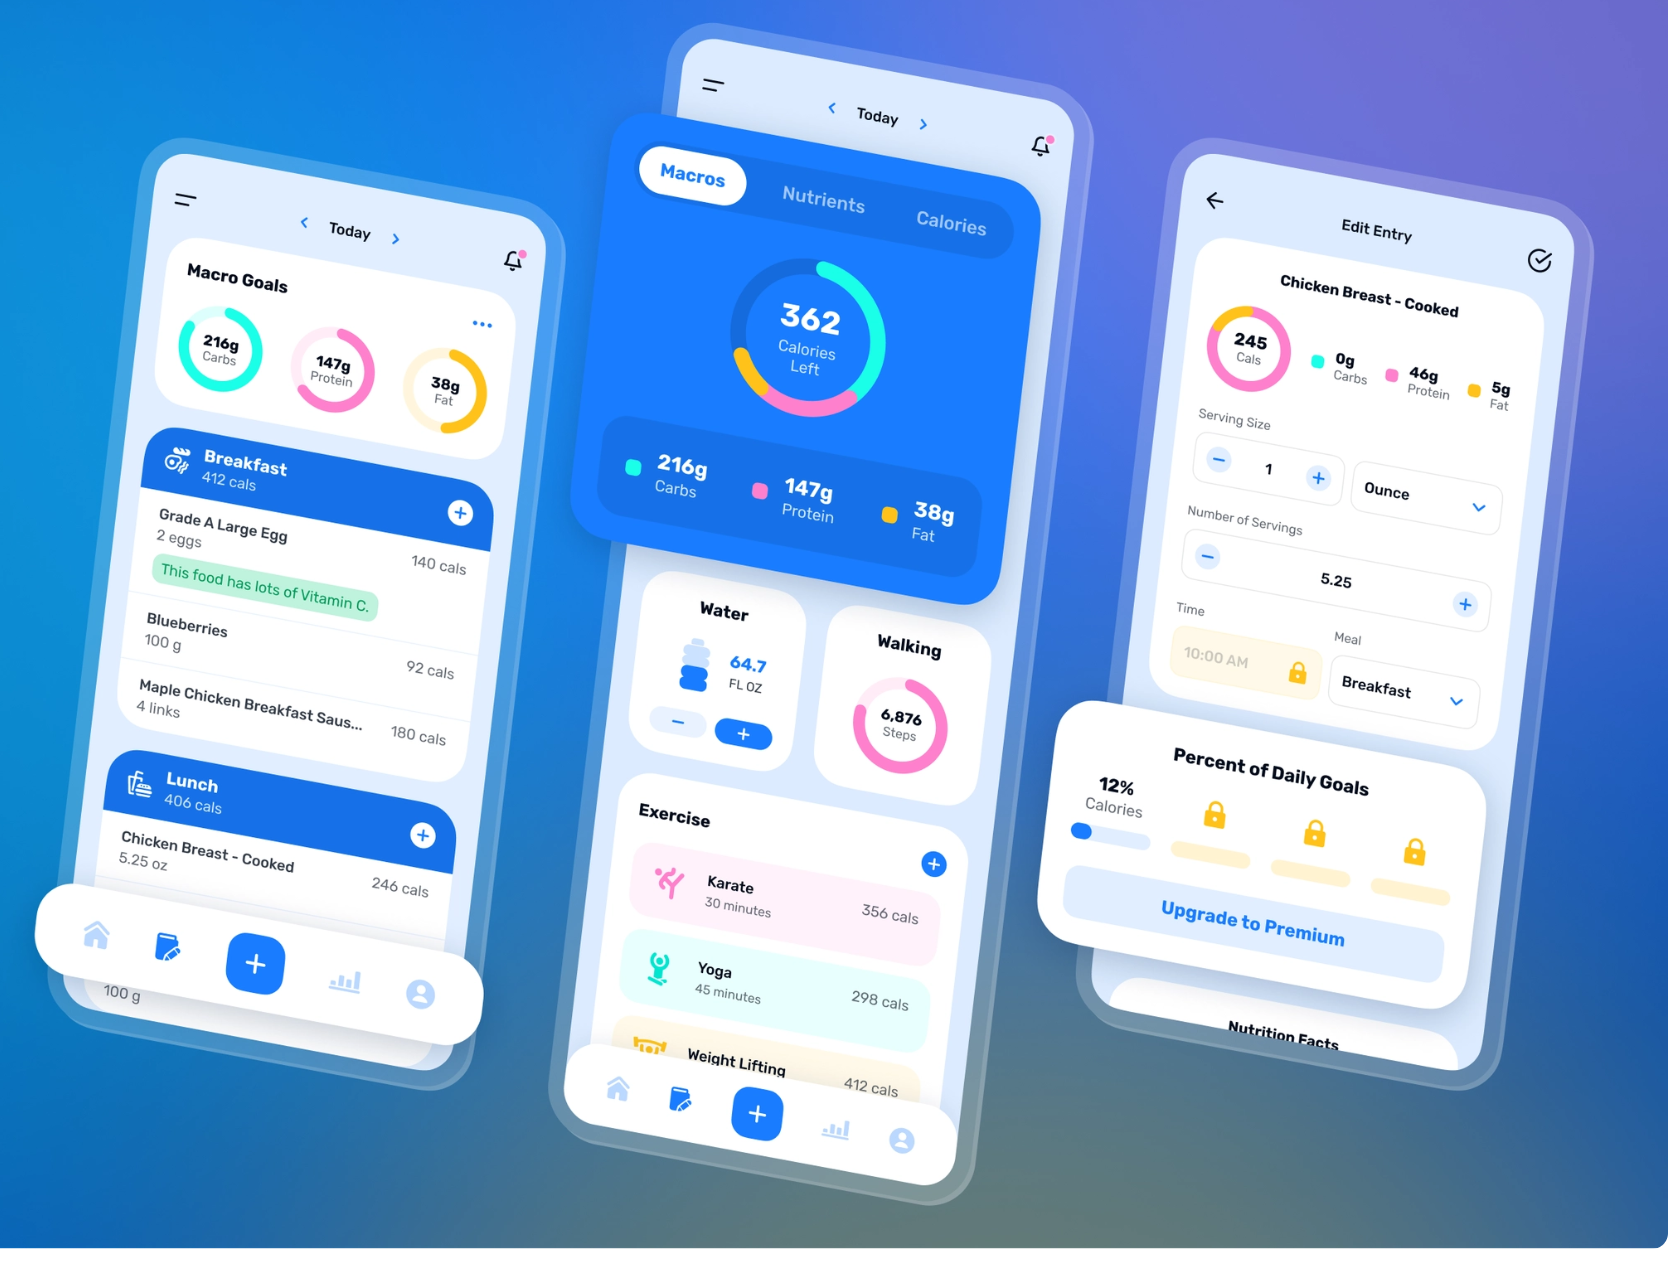 Today
Macro Goals
216g
Carbs
147g
Protein
38g
Fat
Breakfast
412 cals
Grade A Large Egg
2 eggs
140 cals
This food has lots of Vitamin C.
Blueberries
100 g
92 cals
Maple Chicken Breakfast Saus...
4 links
180 cals
Lunch
406 cals
Chicken Breast - Cooked
5.25 oz
246 cals
100 g
Today
Macros
Nutrients
Calories
362
Calories
Left
216g
Carbs
147g
Protein
38g
Fat
Water
64.7
FL OZ
Walking
6,876
Steps
Exercise
Karate
30 minutes
356 cals
Yoga
45 minutes
298 cals
Weight Lifting
412 cals
Edit Entry
Chicken Breast - Cooked
245
Cals
0g
Carbs
46g
Protein
5g
Fat
Serving Size
1
Ounce
Number of Servings
5.25
Time
10:00 AM
Meal
Breakfast
Percent of Daily Goals
12%
Calories
Upgrade to Premium
Nutrition Facts